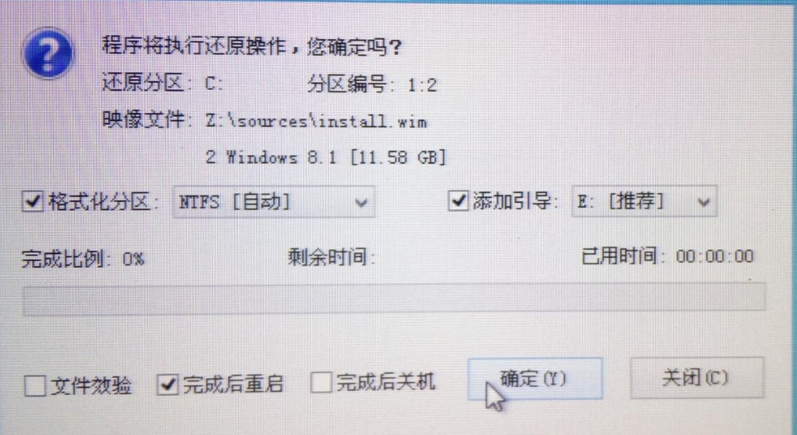 程序将执行还原操作，您确定吗?
还原分区: C: 分区编号: 1:2
映像文件: Z:\sources\install.wim
2 Windows 8.1 [11.58 GB]
格式化分区: NTFS [自动] 添加引导: E: [推荐]
完成比例: 0% 剩余时间: 已用时间: 00:00:00
文件效验 完成后重启 完成后关机 确定(Y) 关闭(C)